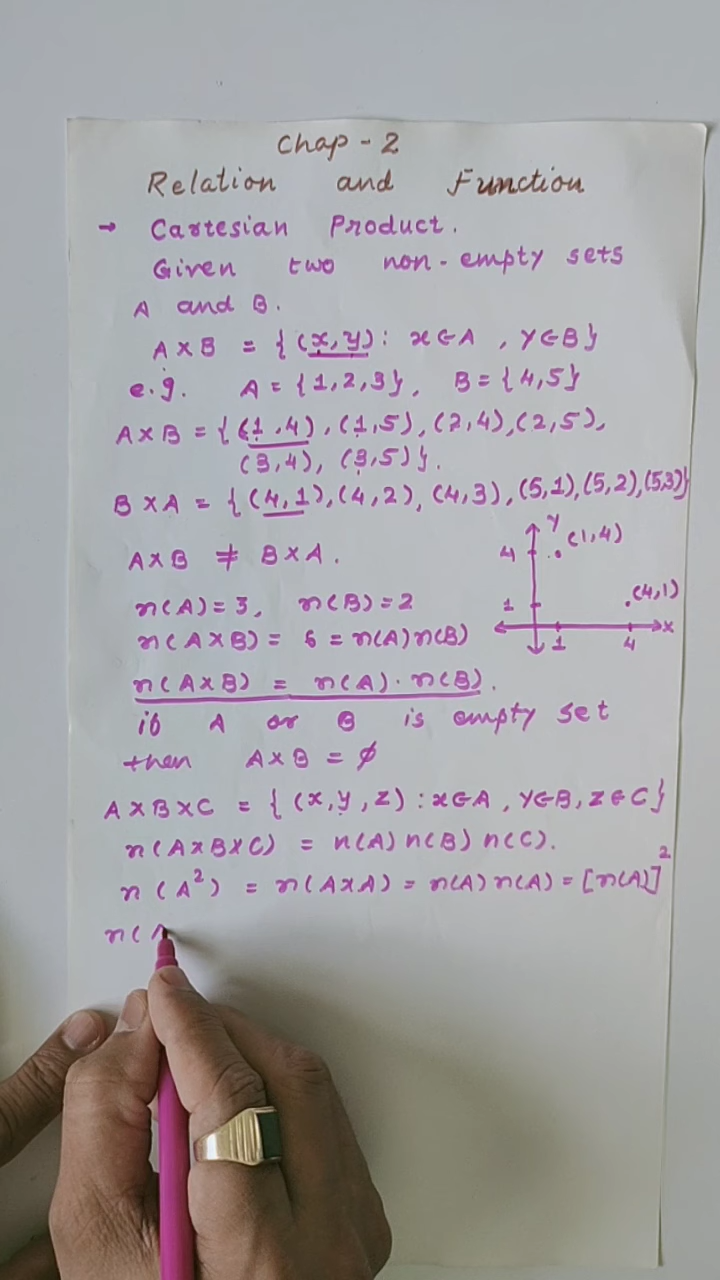 Chap - 2
Relation and Function
→ Cartesian Product.
Given two non-empty sets
A and B.
A × B = { (x, y) : x ∈ A , y ∈ B}
e.g. A = {1, 2, 3}, B = {4, 5}
A × B = { (1, 4), (1, 5), (2, 4), (2, 5),
(3, 4), (3, 5)}.
B × A = { (4, 1), (4, 2), (4, 3), (5, 1), (5, 2), (5 3)}
A × B ≠ B × A.
n(A) = 3, n(B) = 2
n(A × B) = 6 = n(A) n(B)
n(A × B) = n(A) · n(B).
Y
(1, 4)
4
(4, 1)
1
X
1 4
if A or B is empty set
then A × B = ϕ
A × B × C = { (x, y, z) : x ∈ A , y ∈ B, z ∈ C}
n(A × B × C) = n(A) n(B) n(C).
n (A²) = n(A × A) = n(A) n(A) = [n(A)]²
n( A